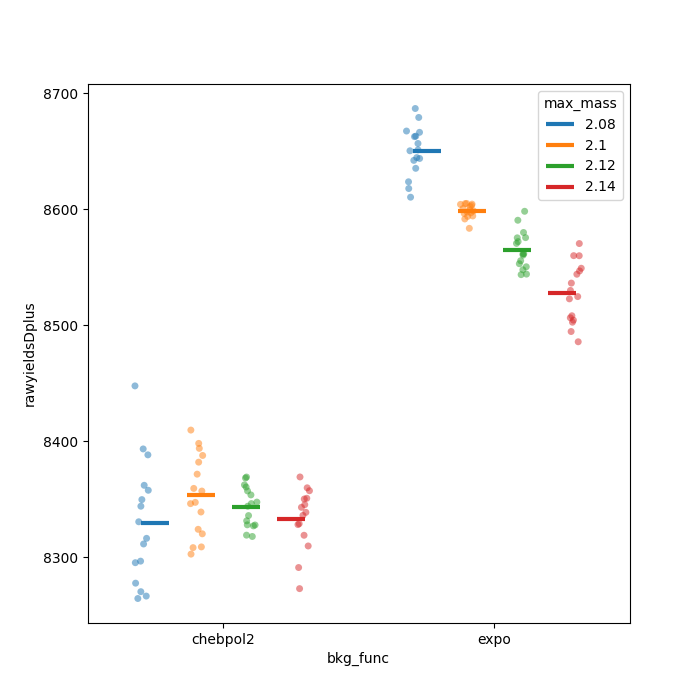 max_mass
2.08
2.1
2.12
2.14
8700
8600
8500
8400
8300
rawyieldsDplus
chebpol2
expo
bkg_func